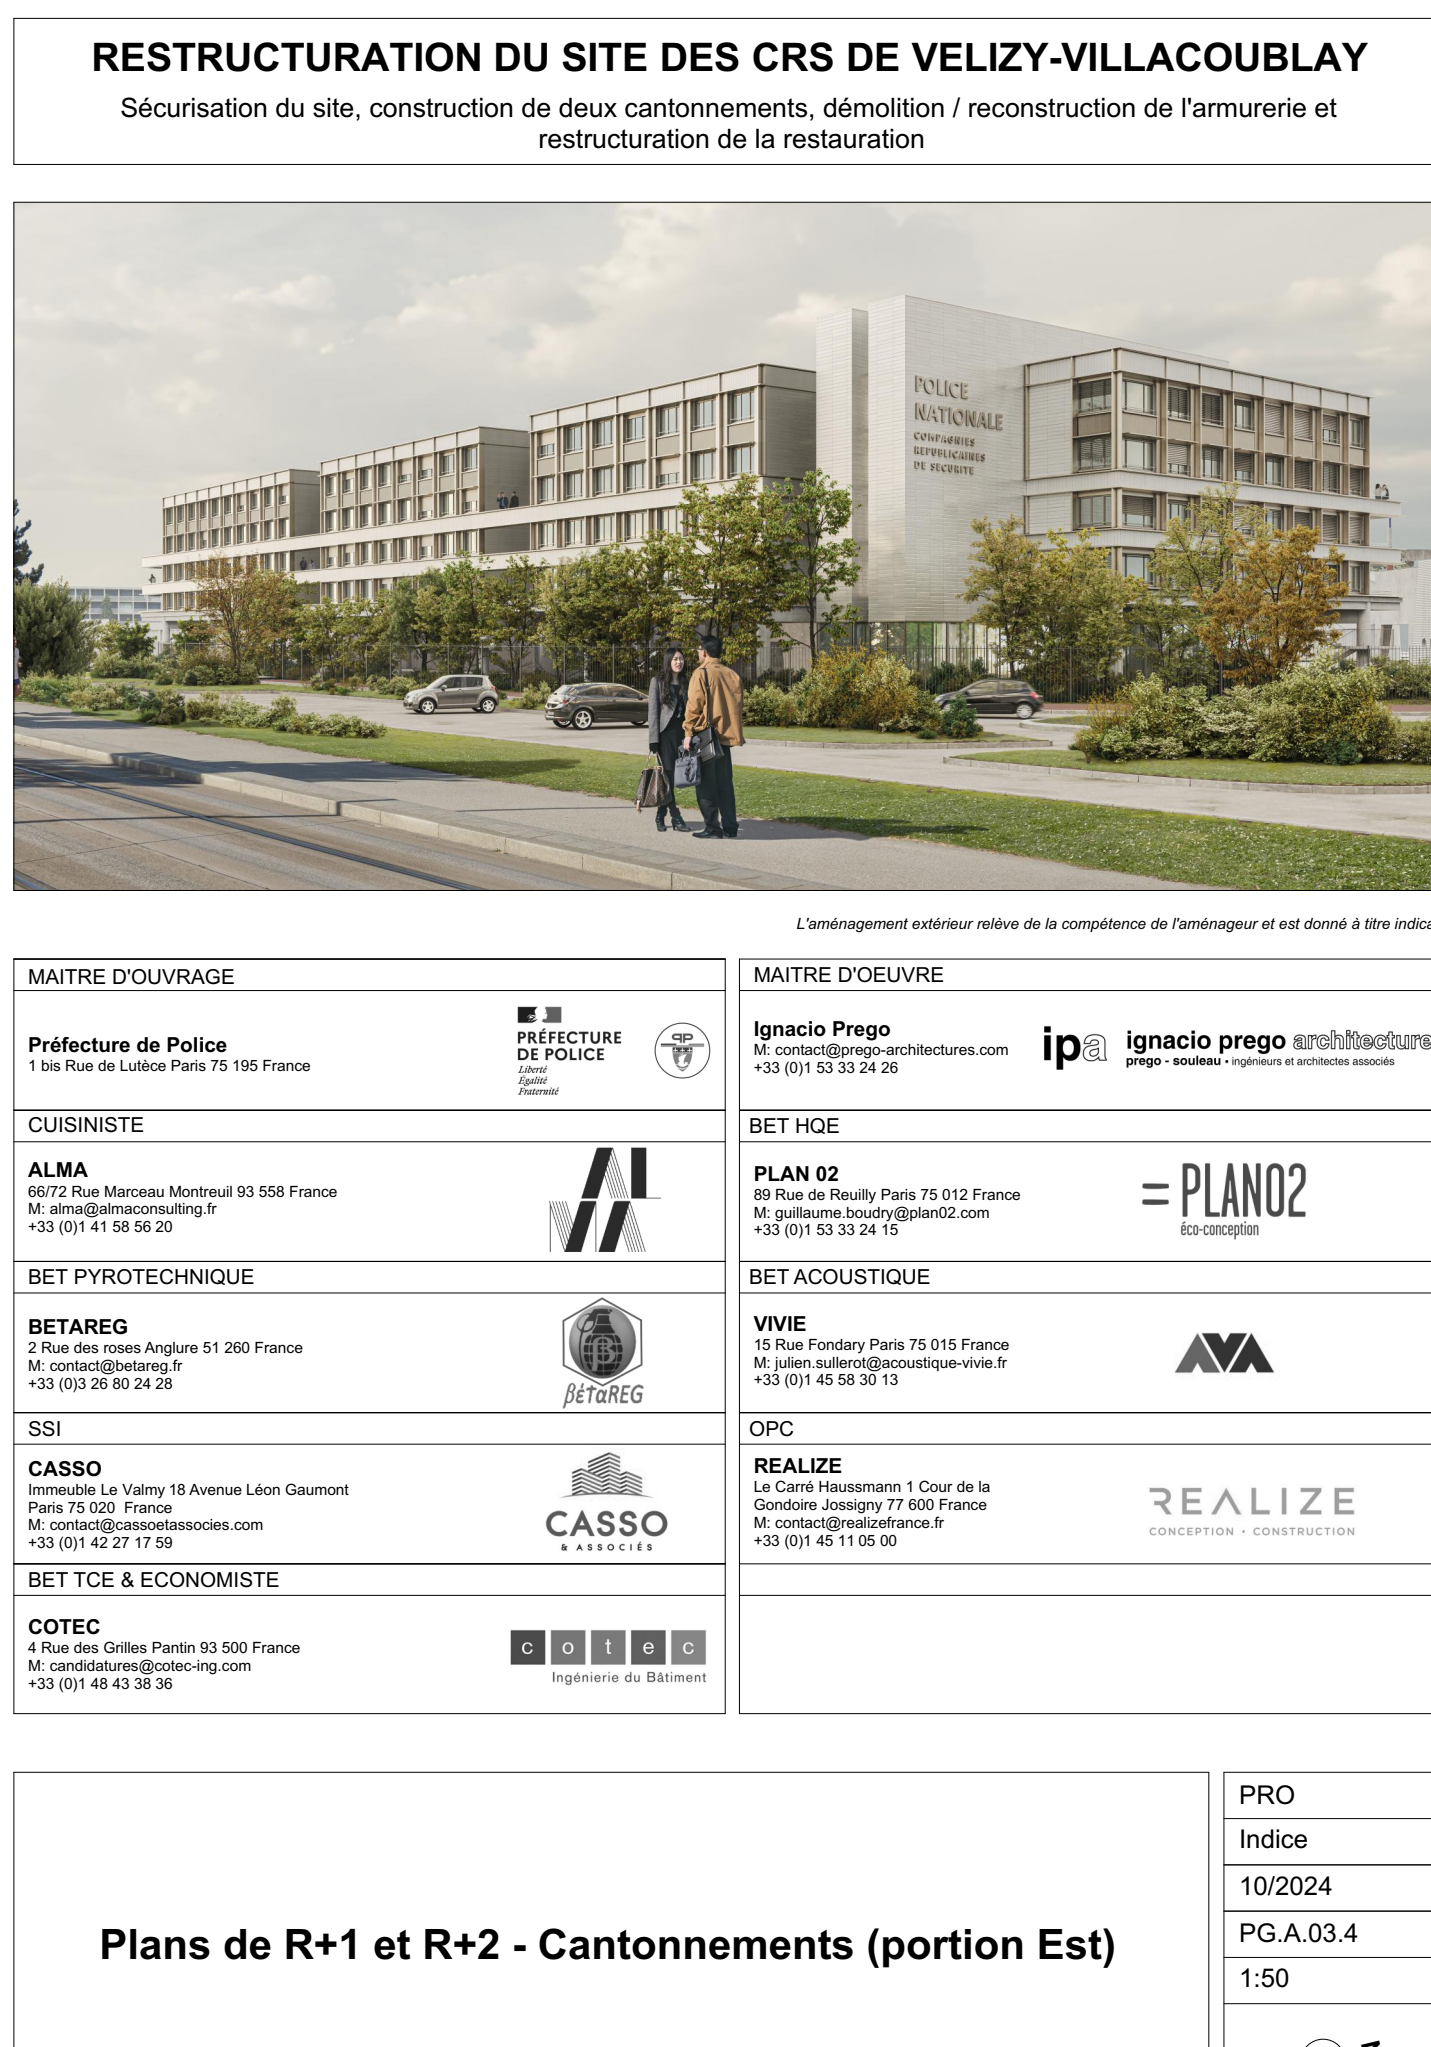 RESTRUCTURATION DU SITE DES CRS DE VELIZY-VILLACOUBLAY
Sécurisation du site, construction de deux cantonnements, démolition / reconstruction de l'armurerie et
restructuration de la restauration
POLICE
NATIONALE
COMPAGNIES
REPUBLICAINES
DE SECURITE
L'aménagement extérieur relève de la compétence de l'aménageur et est donné à titre indica
MAITRE D'OUVRAGE
Préfecture de Police
1 bis Rue de Lutèce Paris 75 195 France
PRÉFECTURE
DE POLICE
Liberté
Égalité
Fraternité
PP
MAITRE D'OEUVRE
Ignacio Prego
M: contact@prego-architectures.com
+33 (0)1 53 33 24 26
ipa
ignacio prego architecture
prego - souleau • ingénieurs et architectes associés
CUISINISTE
ALMA
66/72 Rue Marceau Montreuil 93 558 France
M: alma@almaconsulting.fr
+33 (0)1 41 58 56 20
AL
MA
BET HQE
PLAN 02
89 Rue de Reuilly Paris 75 012 France
M: guillaume.boudry@plan02.com
+33 (0)1 53 33 24 15
= PLAN02
éco-conception
BET PYROTECHNIQUE
BETAREG
2 Rue des roses Anglure 51 260 France
M: contact@betareg.fr
+33 (0)3 26 80 24 28
β
βétαREG
BET ACOUSTIQUE
VIVIE
15 Rue Fondary Paris 75 015 France
M: julien.sullerot@acoustique-vivie.fr
+33 (0)1 45 58 30 13
SSI
CASSO
Immeuble Le Valmy 18 Avenue Léon Gaumont
Paris 75 020 France
M: contact@cassoetassocies.com
+33 (0)1 42 27 17 59
CASSO
& ASSOCIÉS
OPC
REALIZE
Le Carré Haussmann 1 Cour de la
Gondoire Jossigny 77 600 France
M: contact@realizefrance.fr
+33 (0)1 45 11 05 00
REALIZE
CONCEPTION • CONSTRUCTION
BET TCE & ECONOMISTE
COTEC
4 Rue des Grilles Pantin 93 500 France
M: candidatures@cotec-ing.com
+33 (0)1 48 43 38 36
cotec
Ingénierie du Bâtiment
Plans de R+1 et R+2 - Cantonnements (portion Est)
PRO
Indice
10/2024
PG.A.03.4
1:50